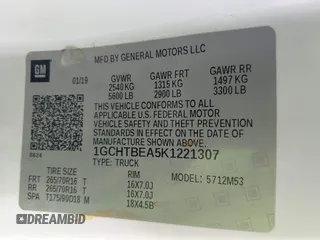 GM
MFD BY GENERAL MOTORS LLC
01/19 GVWR GAWR FRT GAWR RR
2540 KG 1315 KG 1497 KG
5600 LB 2900 LB 3300 LB
THIS VEHICLE CONFORMS TO ALL
APPLICABLE U.S. FEDERAL MOTOR
VEHICLE SAFETY AND THEFT PREVENTION
STANDARDS IN EFFECT ON THE DATE OF
MANUFACTURE SHOWN ABOVE.
1GCHTBEA5K1221307
TYPE: TRUCK
MODEL: 5712M53
TIRE SIZE RIM
FRT 265/70R16 T 16X7.0J
RR 265/70R16 T 16X7.0J
SPA T175/90D18 M 18X4.5B
DREAMBID.COM